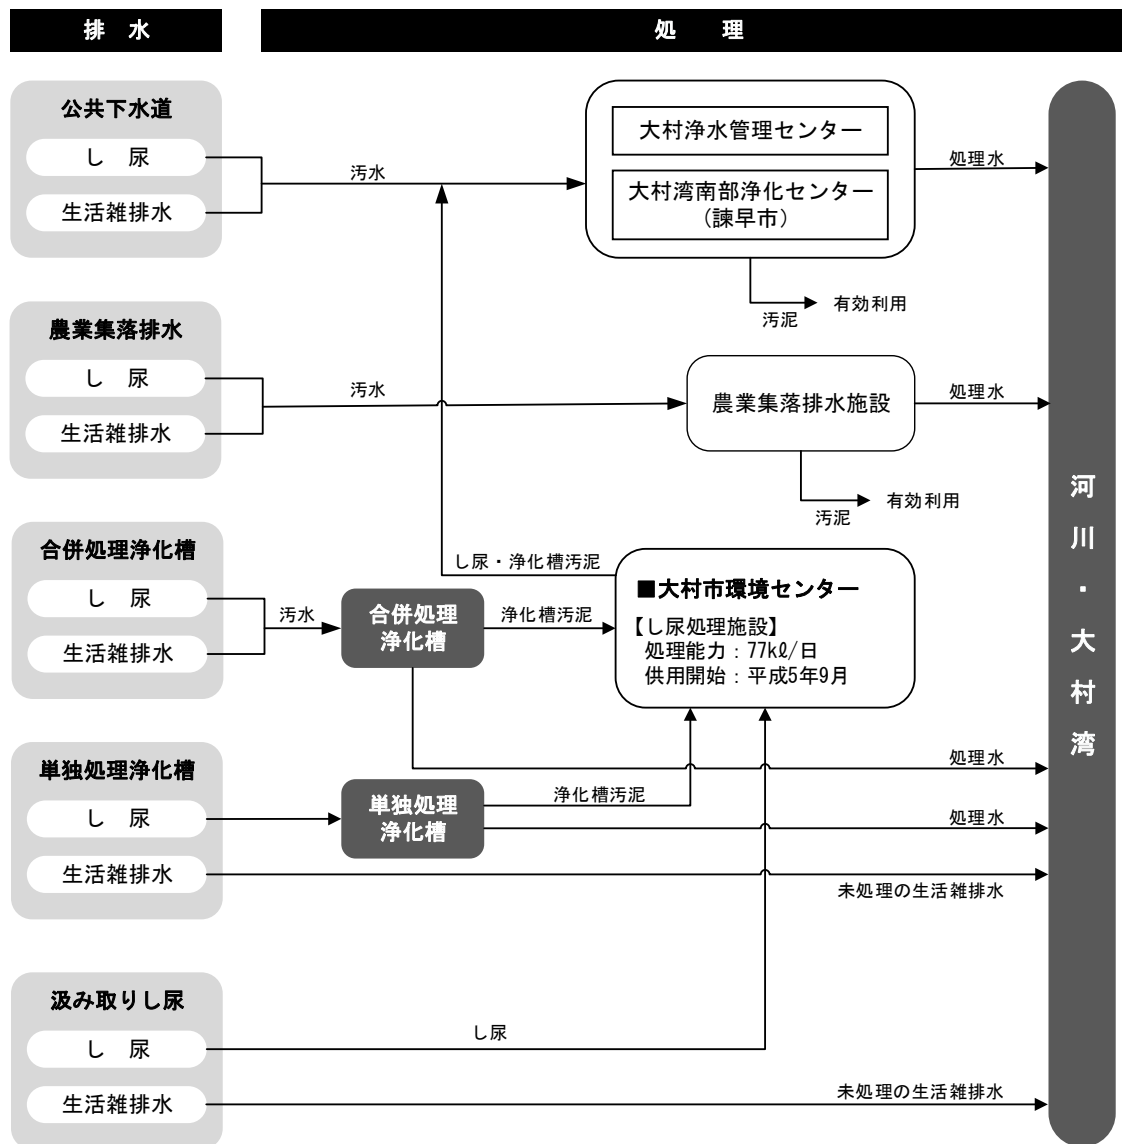 排　水
処　　理
公共下水道
し　尿
生活雑排水
汚水
大村浄水管理センター
大村湾南部浄化センター
(諫早市)
処理水
汚泥
有効利用
農業集落排水
し　尿
生活雑排水
汚水
農業集落排水施設
処理水
汚泥
有効利用
合併処理浄化槽
し　尿
生活雑排水
汚水
合併処理
浄化槽
浄化槽汚泥
し尿・浄化槽汚泥
■大村市環境センター
【し尿処理施設】
処理能力：77kℓ/日
供用開始：平成5年9月
処理水
単独処理浄化槽
し　尿
生活雑排水
単独処理
浄化槽
浄化槽汚泥
処理水
未処理の生活雑排水
汲み取りし尿
し　尿
生活雑排水
し尿
未処理の生活雑排水
河川・大村湾